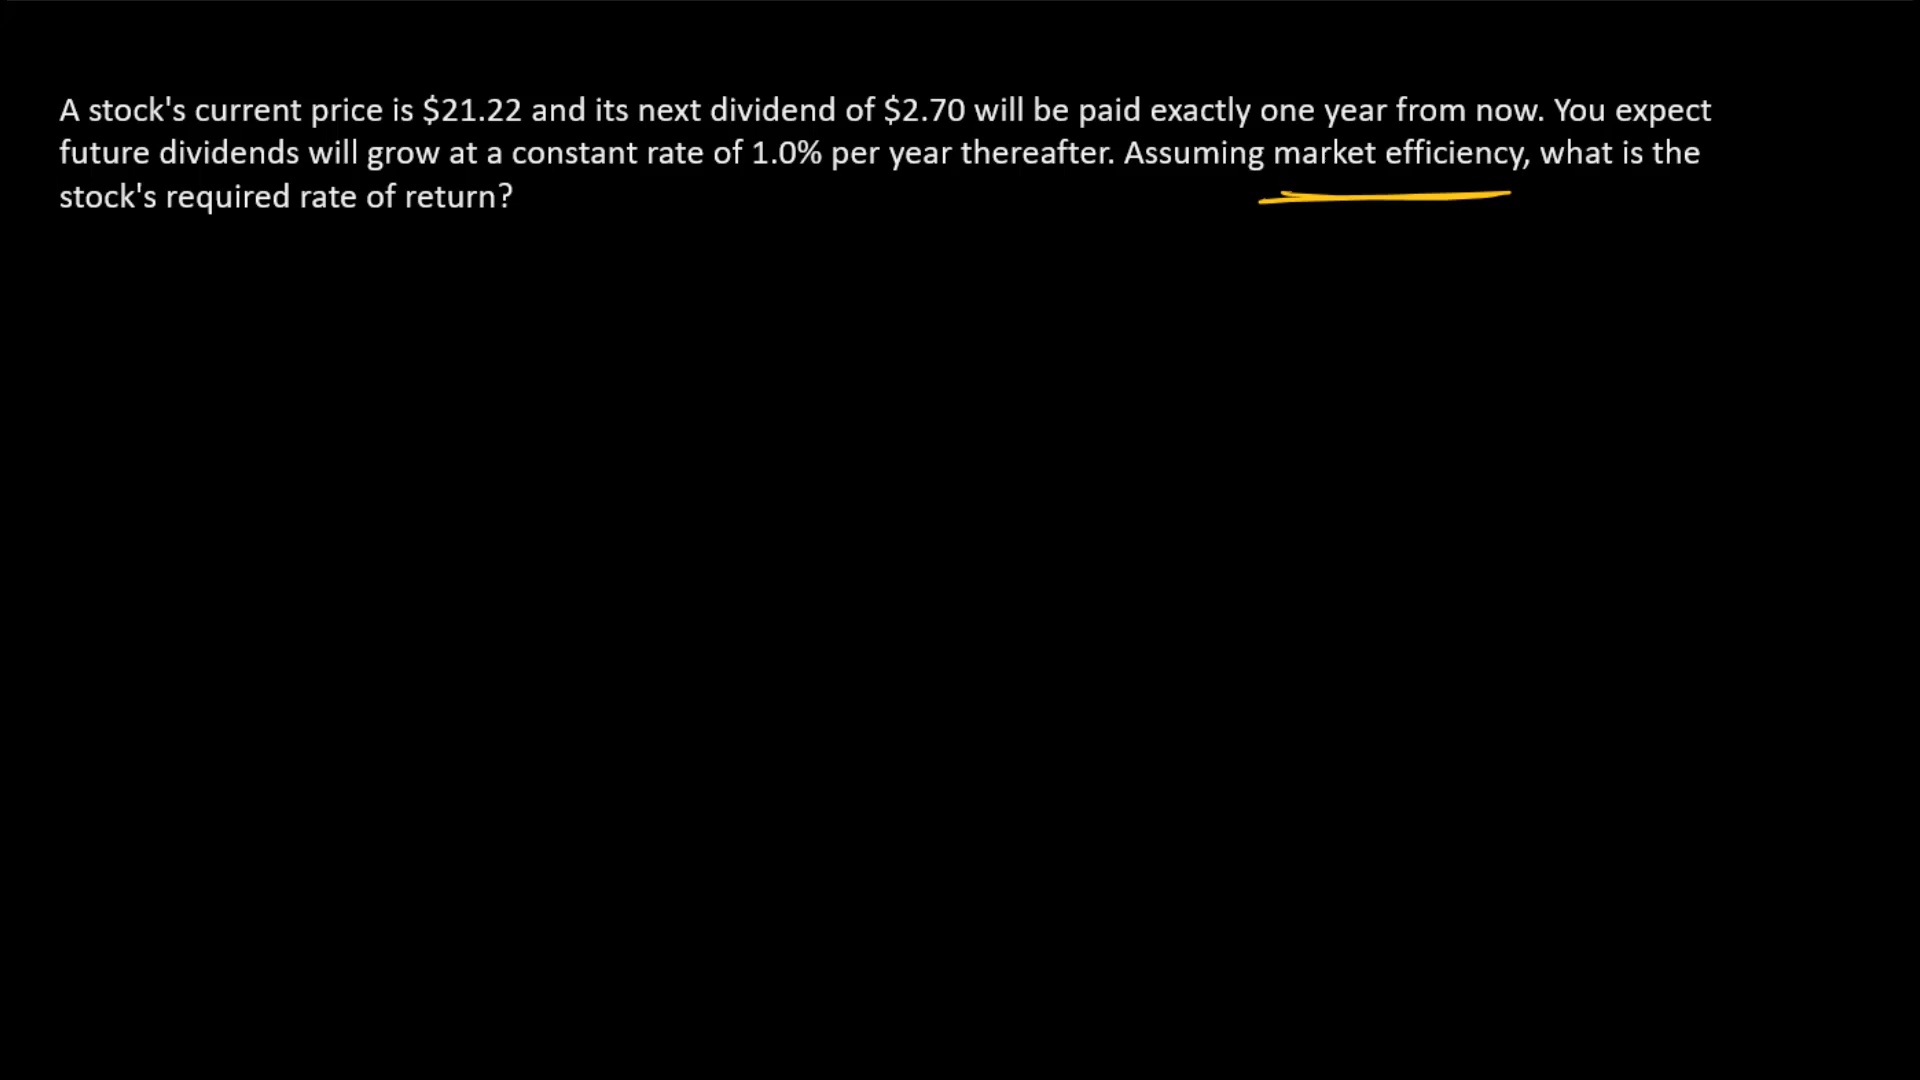 A stock's current price is $21.22 and its next dividend of $2.70 will be paid exactly one year from now. You expect
future dividends will grow at a constant rate of 1.0% per year thereafter. Assuming market efficiency, what is the
stock's required rate of return?